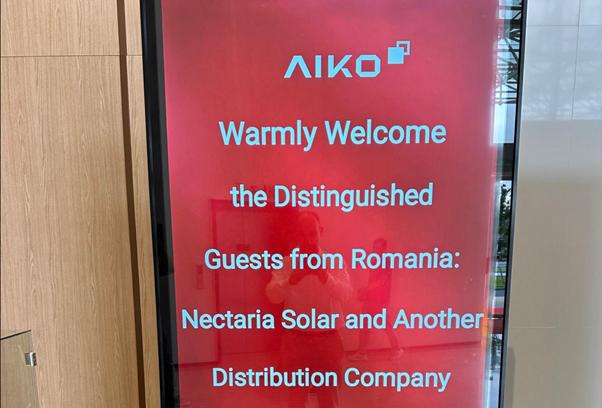 AIKO
Warmly Welcome
the Distinguished
Guests from Romania:
Nectaria Solar and Another
Distribution Company